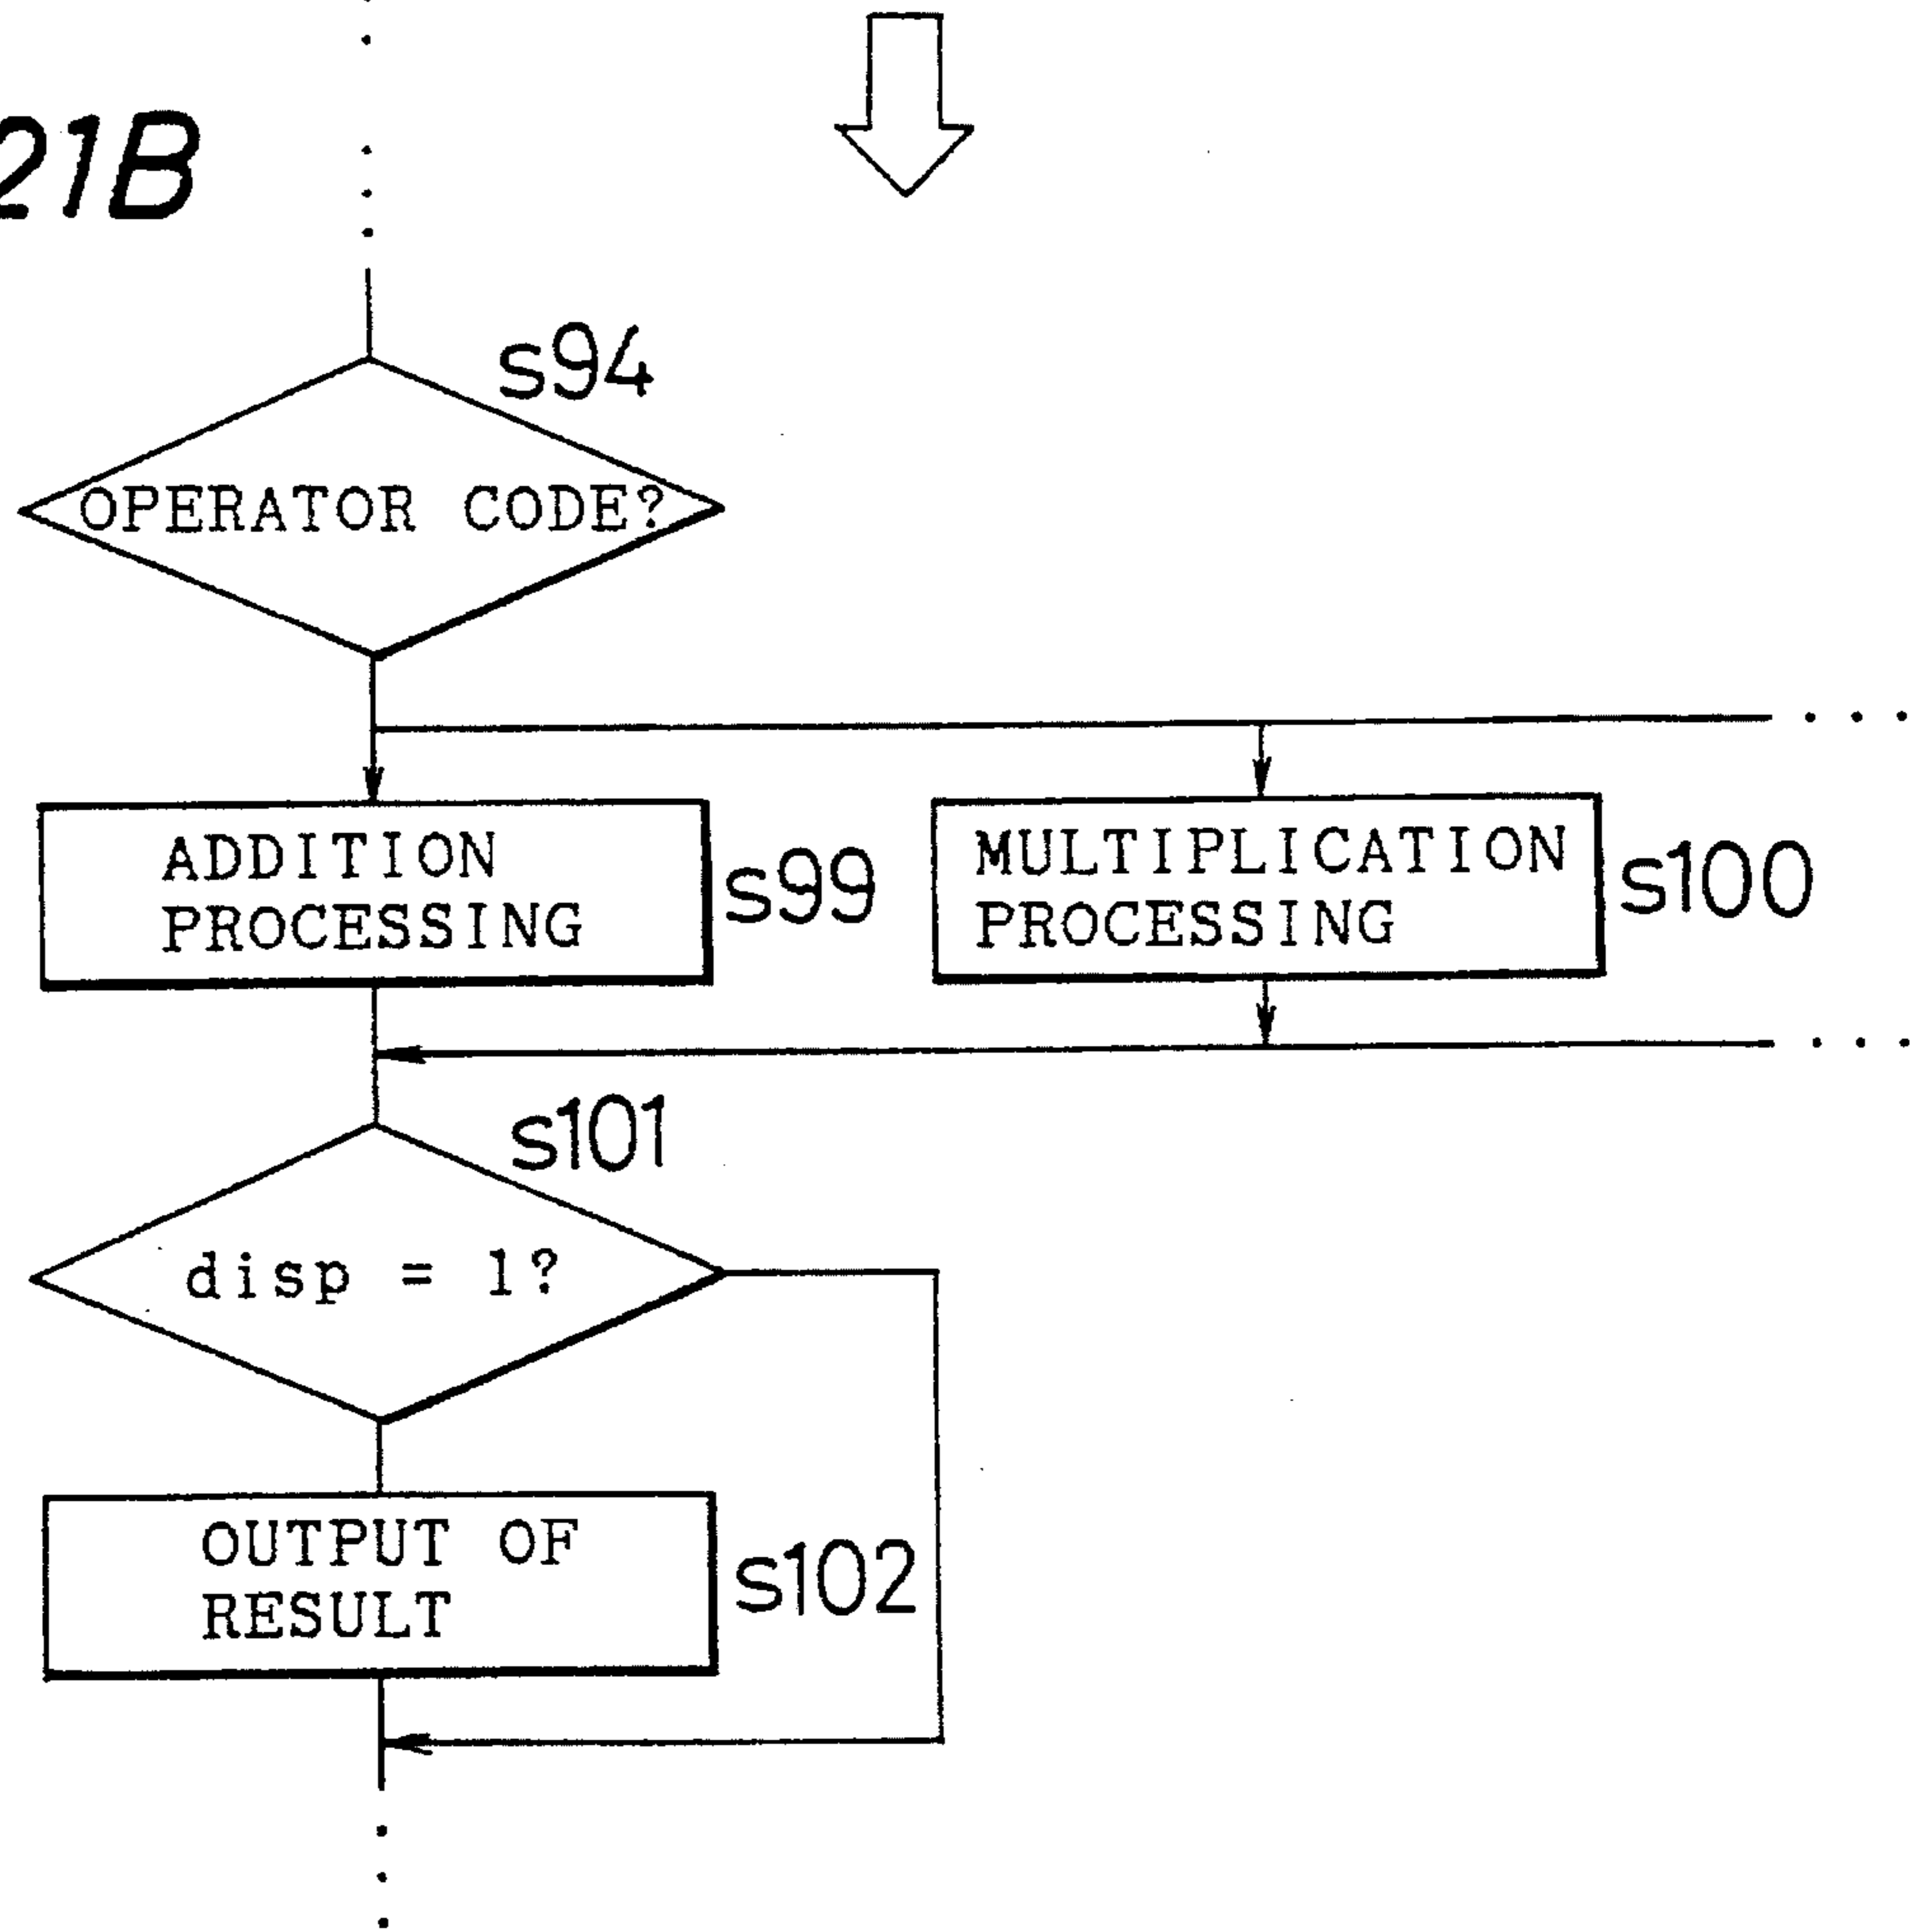 21B
s94
OPERATOR CODE?
ADDITION
PROCESSING
s99
MULTIPLICATION
PROCESSING
s100
s101
disp = 1?
OUTPUT OF
RESULT
s102